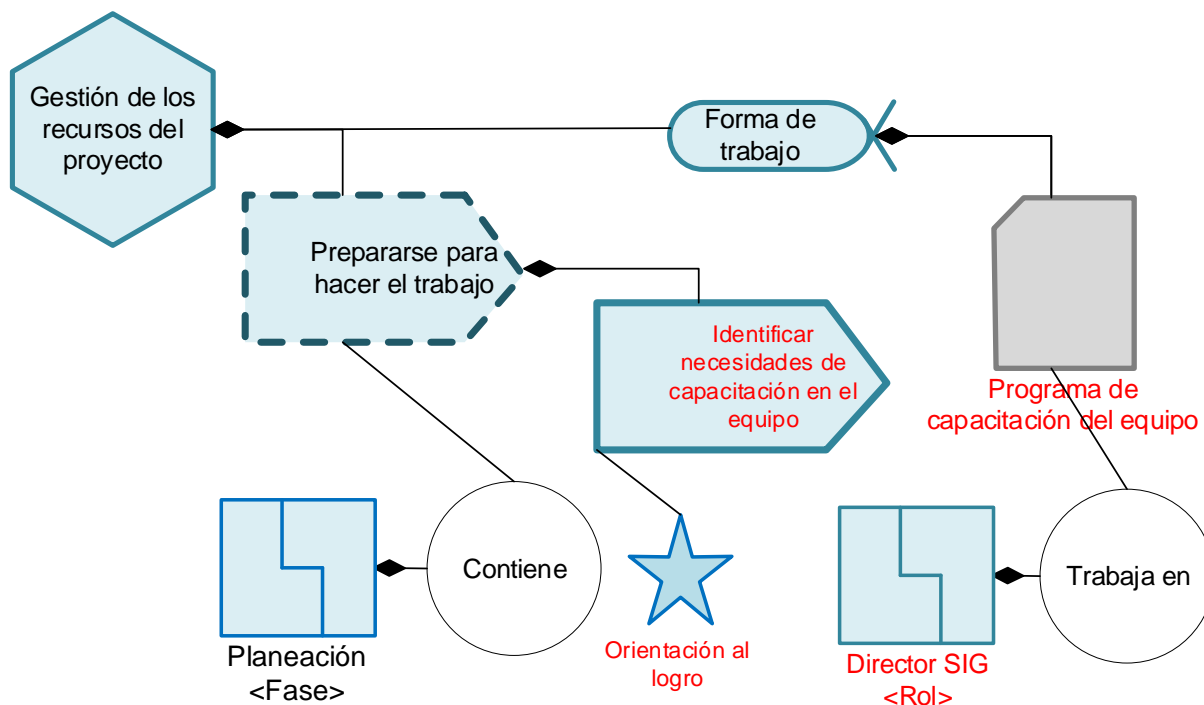 Gestión de los
recursos del
proyecto
Forma de
trabajo
Prepararse para
hacer el trabajo
Identificar
necesidades de
capacitación en el
equipo
Programa de
capacitación del equipo
Contiene
Trabaja en
Planeación
<Fase>
Orientación al
logro
Director SIG
<Rol>